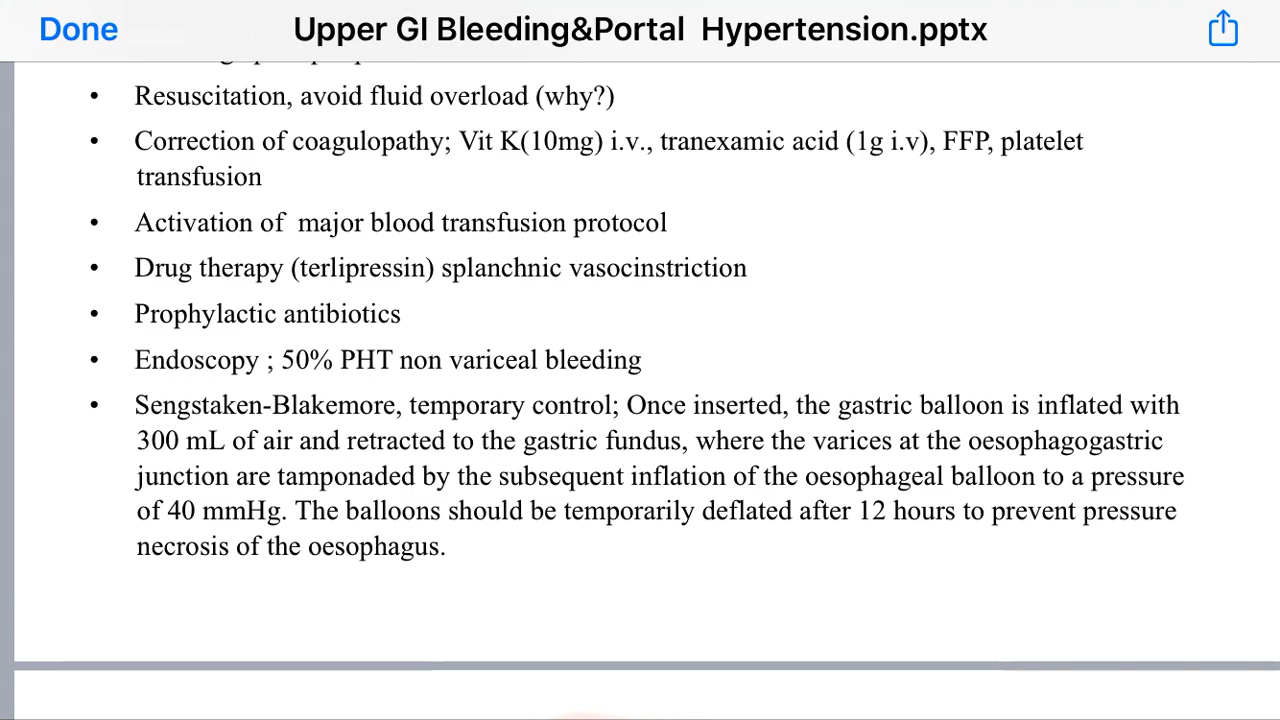 Done Upper GI Bleeding&Portal Hypertension.pptx
• Resuscitation, avoid fluid overload (why?)
• Correction of coagulopathy; Vit K(10mg) i.v., tranexamic acid (1g i.v), FFP, platelet
transfusion
• Activation of major blood transfusion protocol
• Drug therapy (terlipressin) splanchnic vasocinstriction
• Prophylactic antibiotics
• Endoscopy ; 50% PHT non variceal bleeding
• Sengstaken-Blakemore, temporary control; Once inserted, the gastric balloon is inflated with
300 mL of air and retracted to the gastric fundus, where the varices at the oesophagogastric
junction are tamponaded by the subsequent inflation of the oesophageal balloon to a pressure
of 40 mmHg. The balloons should be temporarily deflated after 12 hours to prevent pressure
necrosis of the oesophagus.